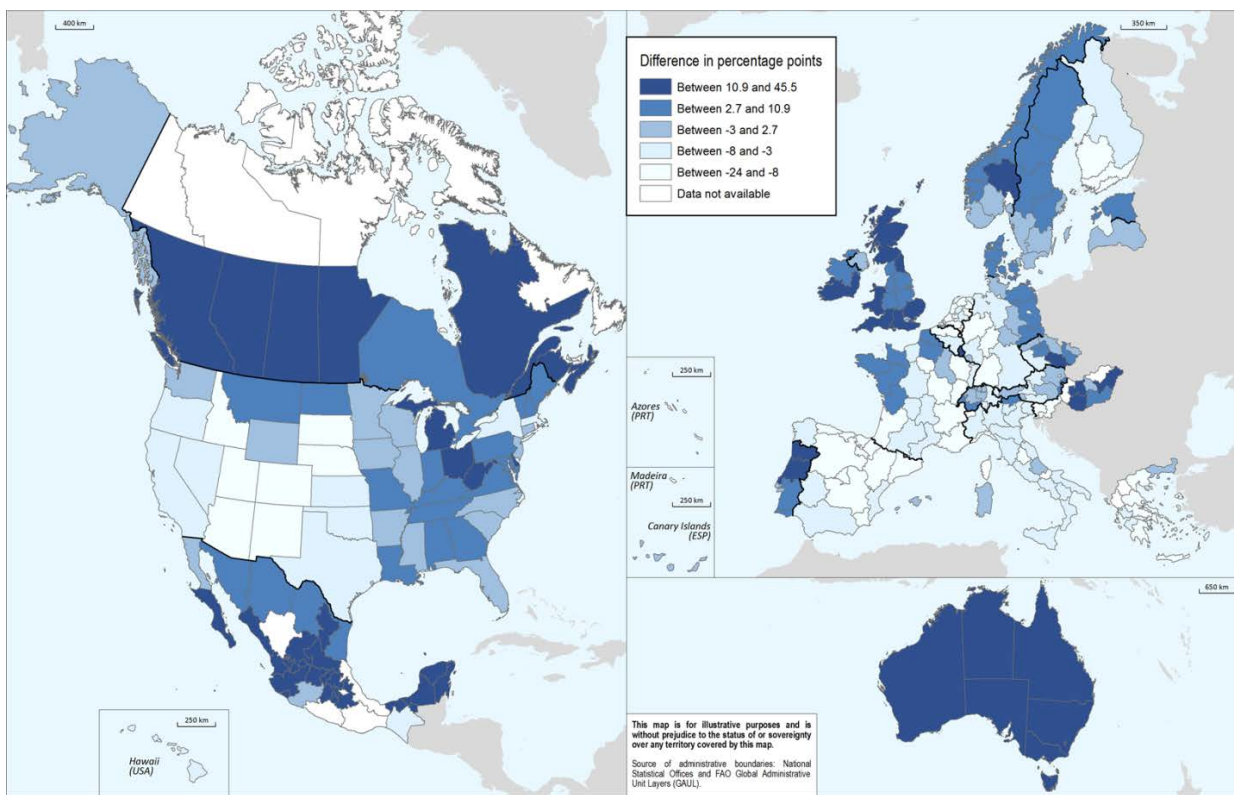 400 km
350 km
Difference in percentage points
Between 10.9 and 45.5
Between 2.7 and 10.9
Between -3 and 2.7
Between -8 and -3
Between -24 and -8
Data not available
250 km
Azores
(PRT)
Madeira
(PRT)
250 km
Canary Islands
(ESP)
650 km
250 km
Hawaii
(USA)
This map is for illustrative purposes and is
without prejudice to the status of or sovereignty
over any territory covered by this map.
Source of administrative boundaries: National
Statistical Offices and FAO Global Administrative
Unit Layers (GAUL).